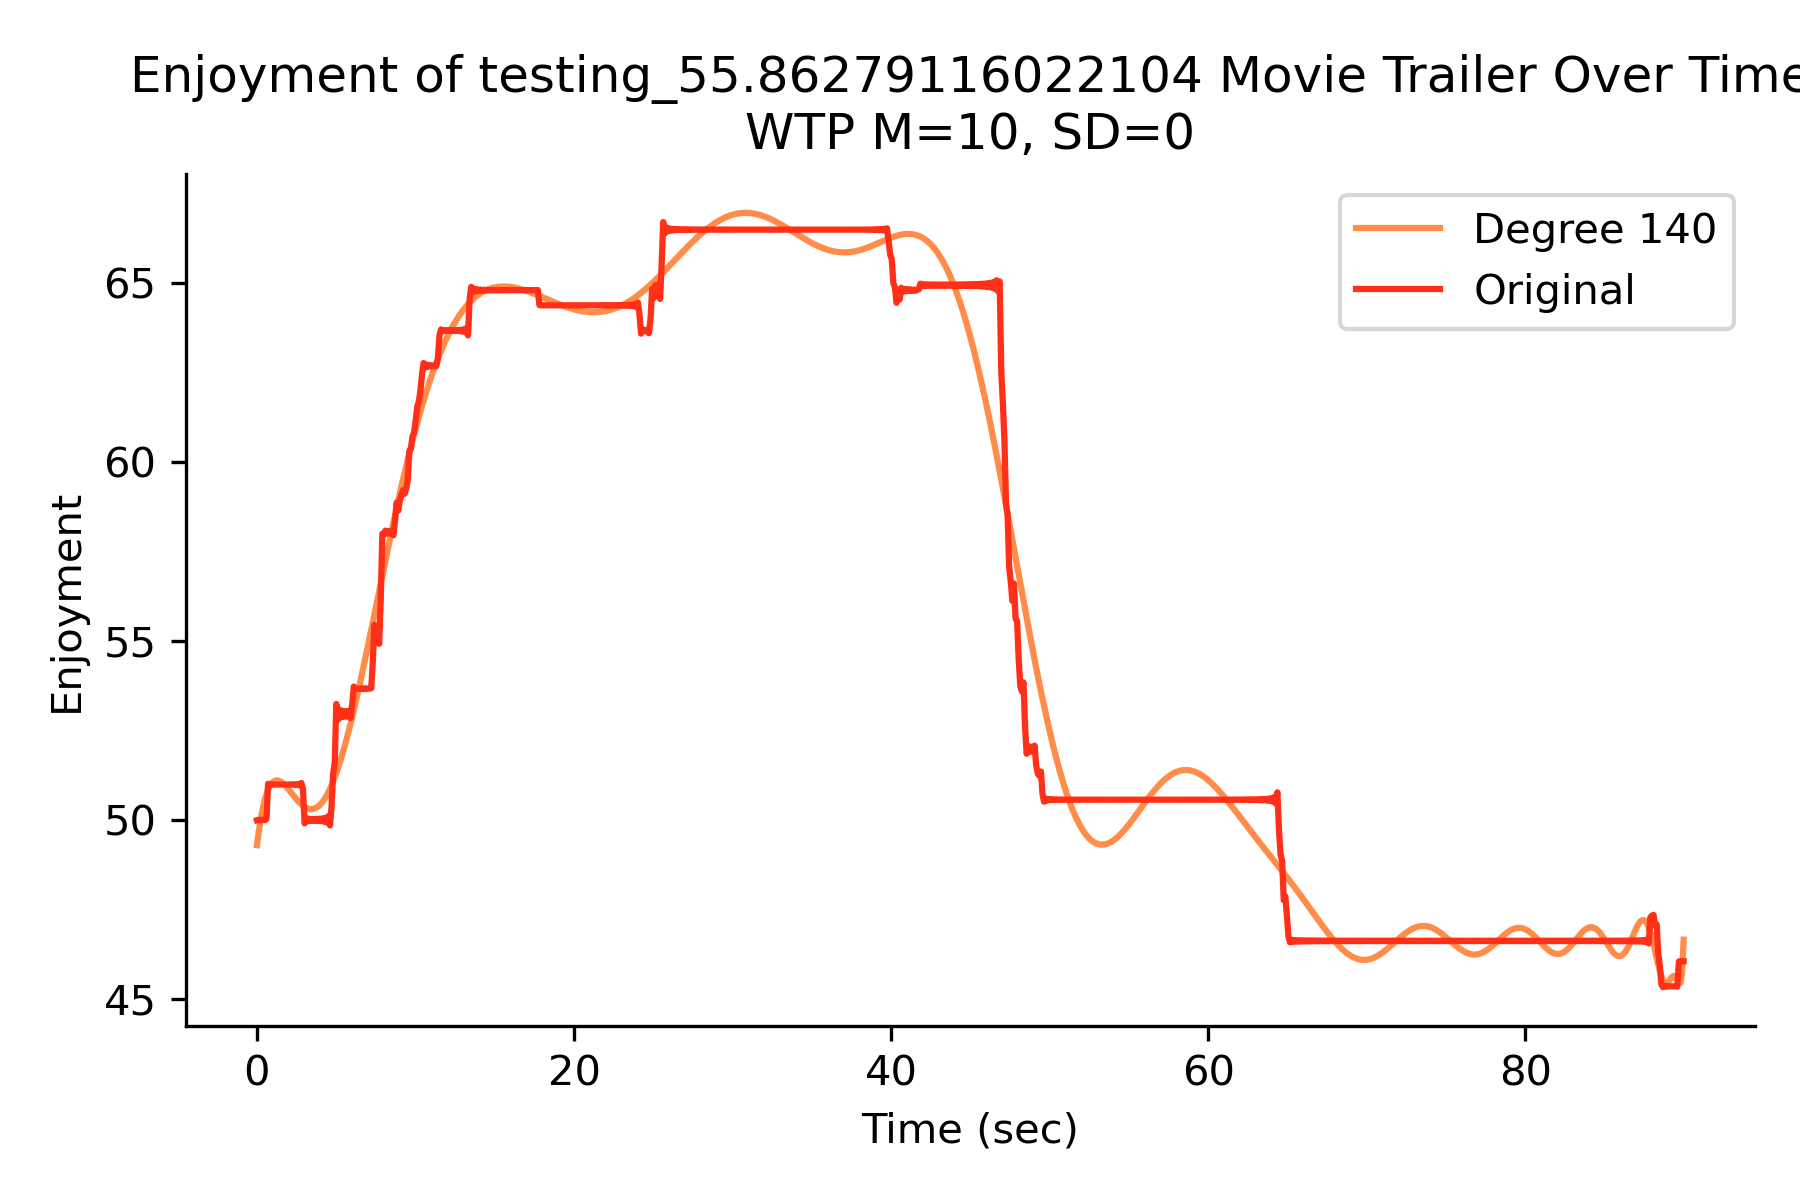 Enjoyment of testing_55.86279116022104 Movie Trailer Over Time
WTP M=10, SD=0
Degree 140
Original
Enjoyment
65
60
55
50
45
0 20 40 60 80
Time (sec)